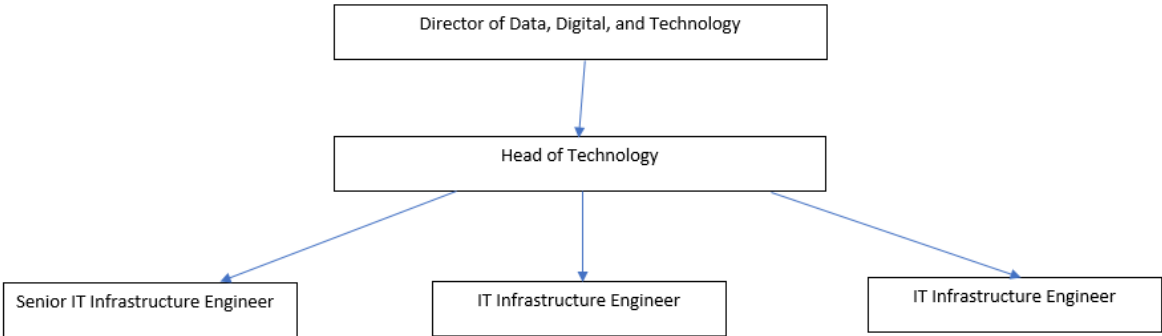 Director of Data, Digital, and Technology
Head of Technology
Senior IT Infrastructure Engineer
IT Infrastructure Engineer
IT Infrastructure Engineer